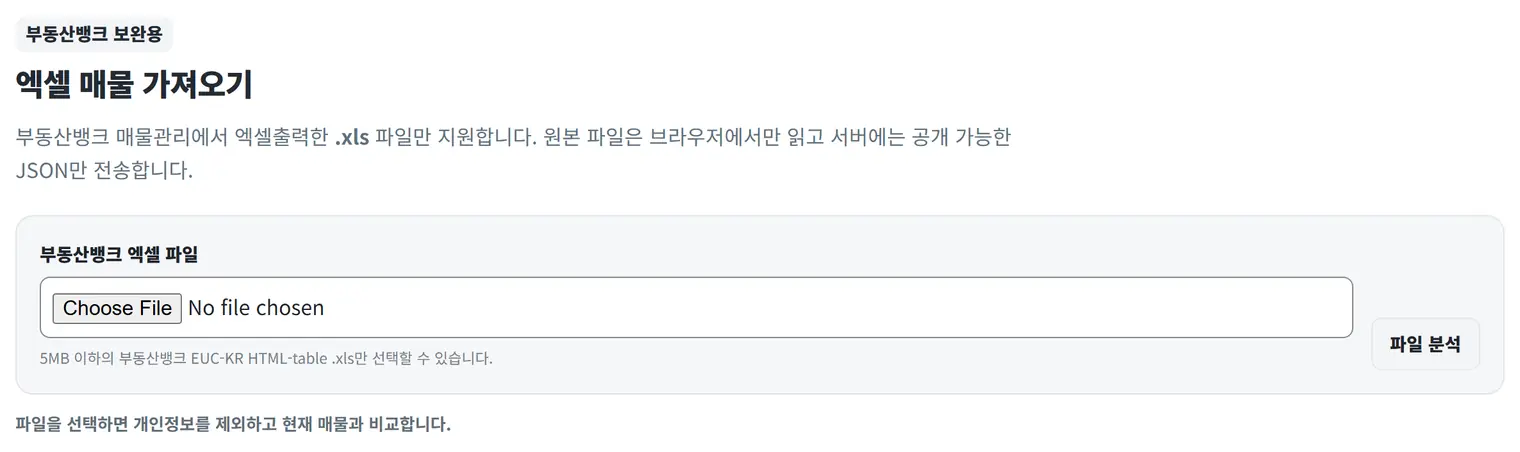 부동산뱅크 보완용
엑셀 매물 가져오기
부동산뱅크 매물관리에서 엑셀출력한 .xls 파일만 지원합니다. 원본 파일은 브라우저에서만 읽고 서버에는 공개 가능한
JSON만 전송합니다.
부동산뱅크 엑셀 파일
Choose File No file chosen
5MB 이하의 부동산뱅크 EUC-KR HTML-table .xls만 선택할 수 있습니다.
파일 분석
파일을 선택하면 개인정보를 제외하고 현재 매물과 비교합니다.